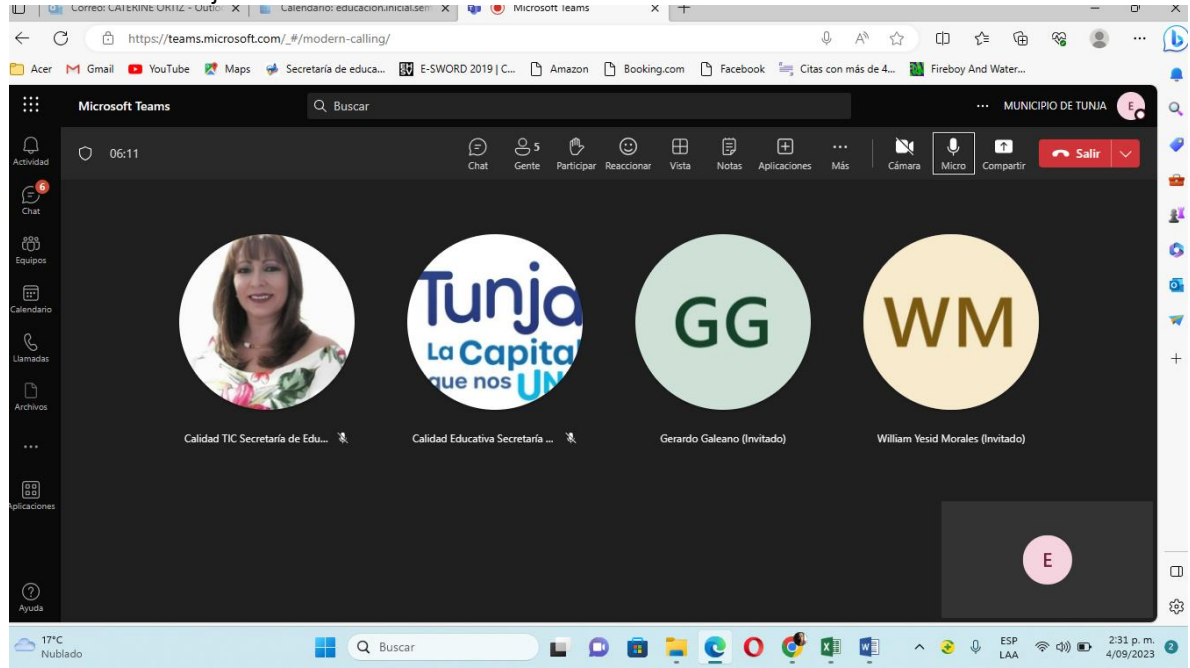 Correo: CATERINE ORTIZ - Outlo
Calendario: educacion.inicial.sem
Microsoft Teams
https://teams.microsoft.com/_#/modern-calling/
Acer
Gmail
YouTube
Maps
Secretaría de educa...
E-SWORD 2019 | C...
Amazon
Booking.com
Facebook
Citas con más de 4...
Fireboy And Water...
Microsoft Teams
Buscar
MUNICIPIO DE TUNJA
E
Actividad
06:11
Chat
5
Gente
Participar
Reaccionar
Vista
Notas
Aplicaciones
Más
Cámara
Micro
Compartir
Salir
6
Chat
Equipos
Calendario
Llamadas
Archivos
Aplicaciones
Ayuda
Tunja
La Capital
que nos UN
GG
WM
Calidad TIC Secretaría de Edu...
Calidad Educativa Secretaría ...
Gerardo Galeano (Invitado)
William Yesid Morales (Invitado)
E
17°C
Nublado
Buscar
ESP
LAA
2:31 p. m.
4/09/2023
2